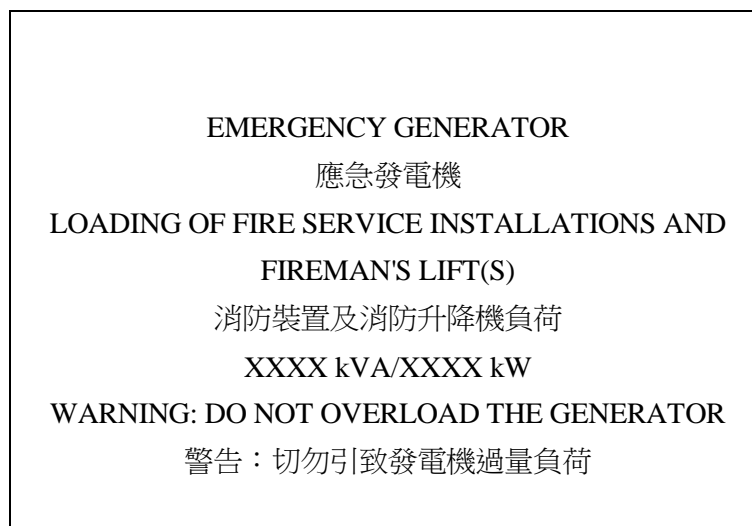 EMERGENCY GENERATOR
應急發電機
LOADING OF FIRE SERVICE INSTALLATIONS AND
FIREMAN'S LIFT(S)
消防裝置及消防升降機負荷
XXXX kVA/XXXX kW
WARNING: DO NOT OVERLOAD THE GENERATOR
警告：切勿引致發電機過量負荷